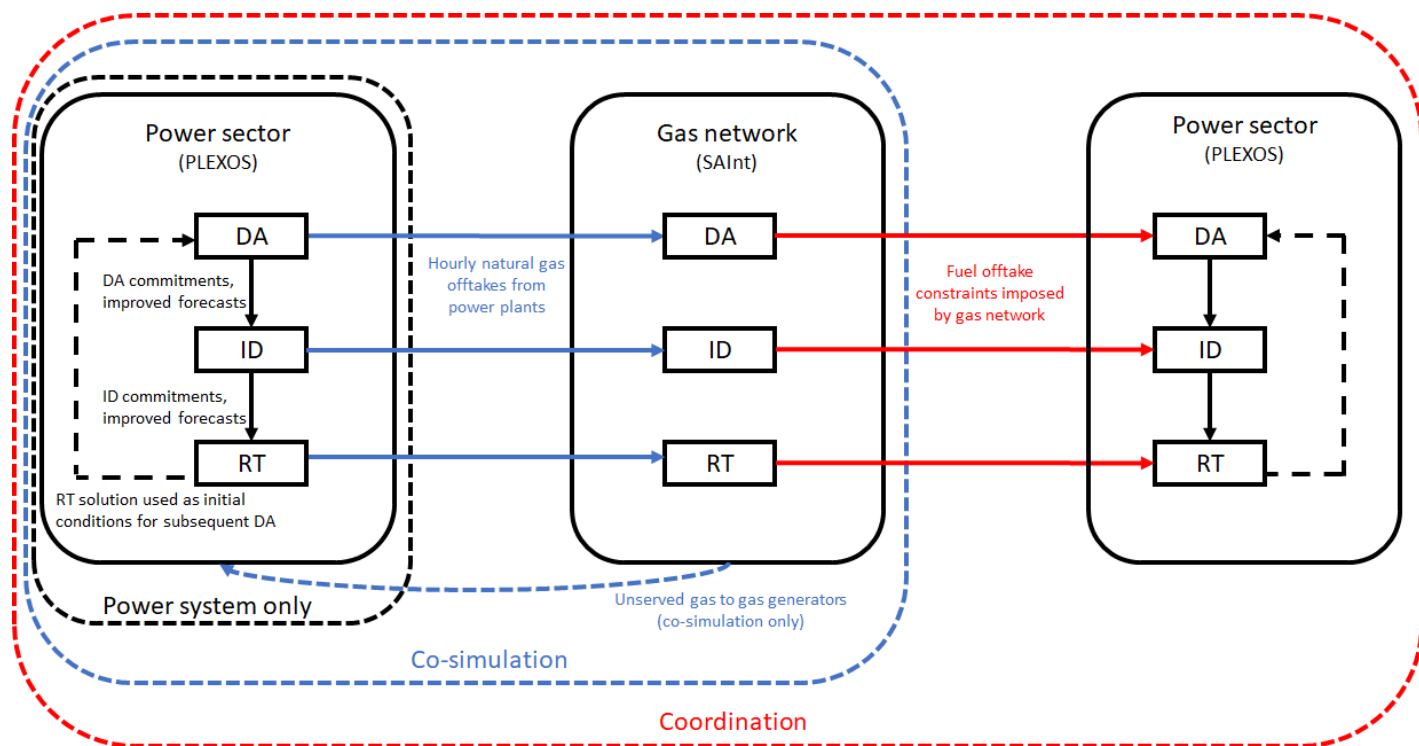 Power sector
(PLEXOS)
DA
DA commitments,
improved forecasts
ID
ID commitments,
improved forecasts
RT
RT solution used as initial
conditions for subsequent DA
Power system only
Hourly natural gas
offtakes from
power plants
Gas network
(SAInt)
DA
ID
RT
Unserved gas to gas generators
(co-simulation only)
Co-simulation
Fuel offtake
constraints imposed
by gas network
Power sector
(PLEXOS)
DA
ID
RT
Coordination